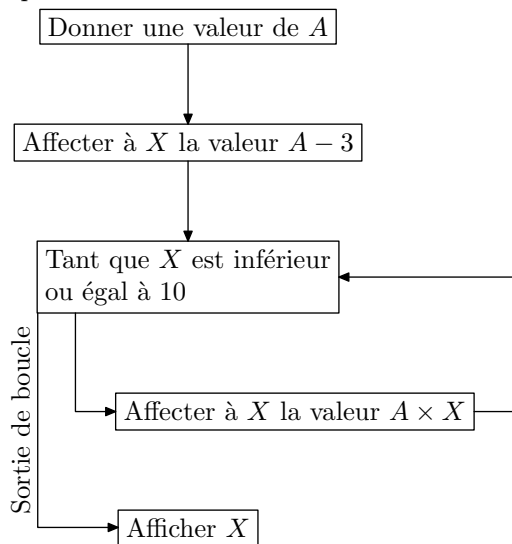 Donner une valeur de A
Affecter à X la valeur A − 3
Tant que X est inférieur
ou égal à 10
Sortie de boucle
Affecter à X la valeur A × X
Afficher X